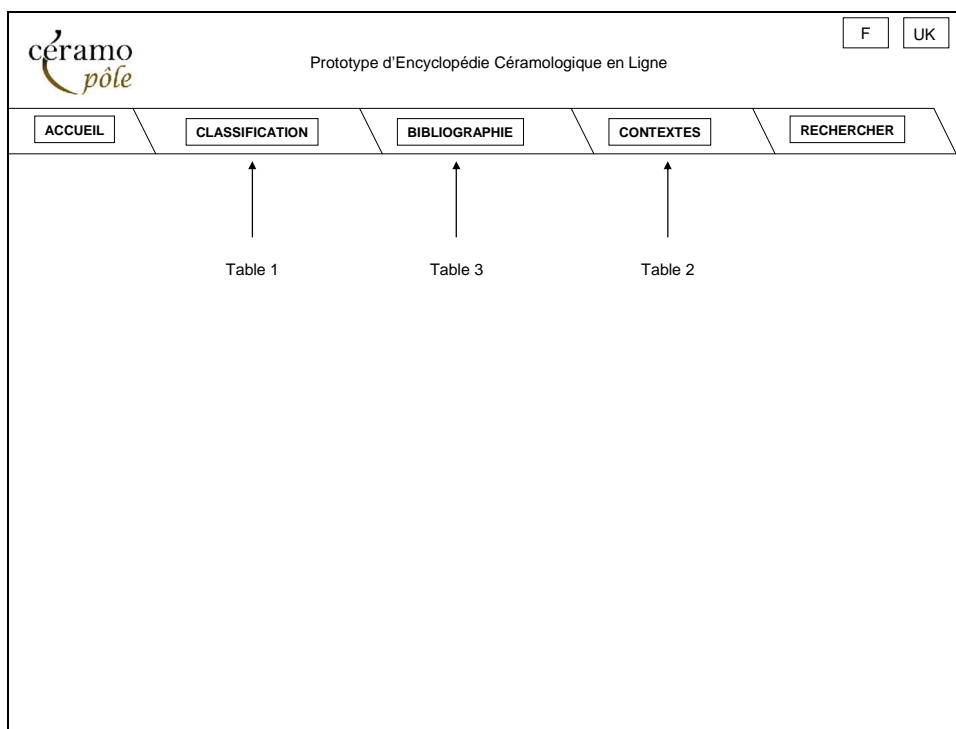 céramo
pôle
Prototype d'Encyclopédie Céramologique en Ligne
F
UK
ACCUEIL
CLASSIFICATION
BIBLIOGRAPHIE
CONTEXTES
RECHERCHER
Table 1
Table 3
Table 2